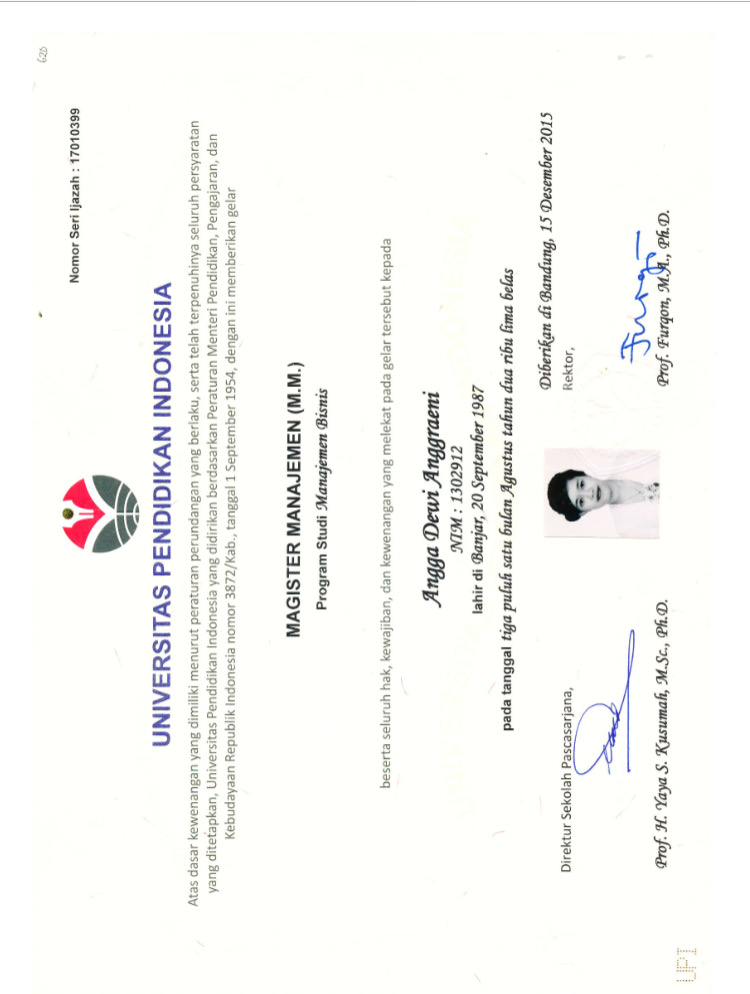 620
Nomor Seri Ijazah : 17010399
UNIVERSITAS PENDIDIKAN INDONESIA
Atas dasar kewenangan yang dimiliki menurut peraturan perundangan yang berlaku, serta telah terpenuhinya seluruh persyaratan
yang ditetapkan, Universitas Pendidikan Indonesia yang didirikan berdasarkan Peraturan Menteri Pendidikan, Pengajaran, dan
Kebudayaan Republik Indonesia nomor 3872/Kab., tanggal 1 September 1954, dengan ini memberikan gelar
MAGISTER MANAJEMEN (M.M.)
Program Studi Manajemen Bisnis
beserta seluruh hak, kewajiban, dan kewenangan yang melekat pada gelar tersebut kepada
Angga Dewi Anggraeni
NIM : 1302912
lahir di Banjar, 20 September 1987
pada tanggal tiga puluh satu bulan Agustus tahun dua ribu lima belas
Diberikan di Bandung, 15 Desember 2015
Direktur Sekolah Pascasarjana,
Rektor,
Furqon
Prof. H. Yaya S. Kusumah, M.Sc., Ph.D.
Prof. Furqon, M.A., Ph.D.
UPI